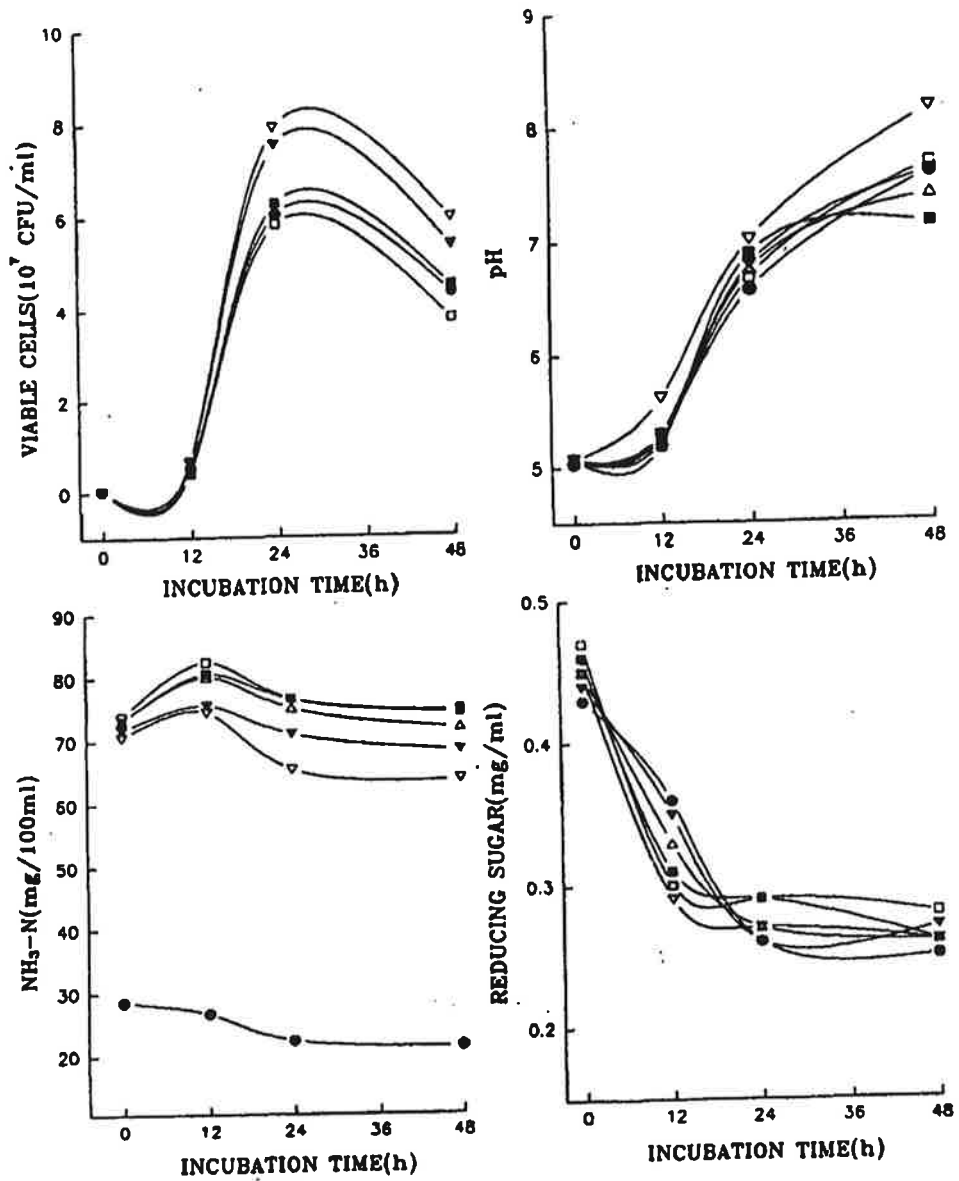 VIABLE CELLS(10⁷ CFU/ml)
10
8
6
4
2
0
0 12 24 36 48
INCUBATION TIME(h)
pH
9
8
7
6
5
0 12 24 36 48
INCUBATION TIME(h)
NH₃-N(mg/100ml)
90
80
70
60
50
40
30
20
0 12 24 36 48
INCUBATION TIME(h)
REDUCING SUGAR(mg/ml)
0.5
0.4
0.3
0.2
0 12 24 36 48
INCUBATION TIME(h)